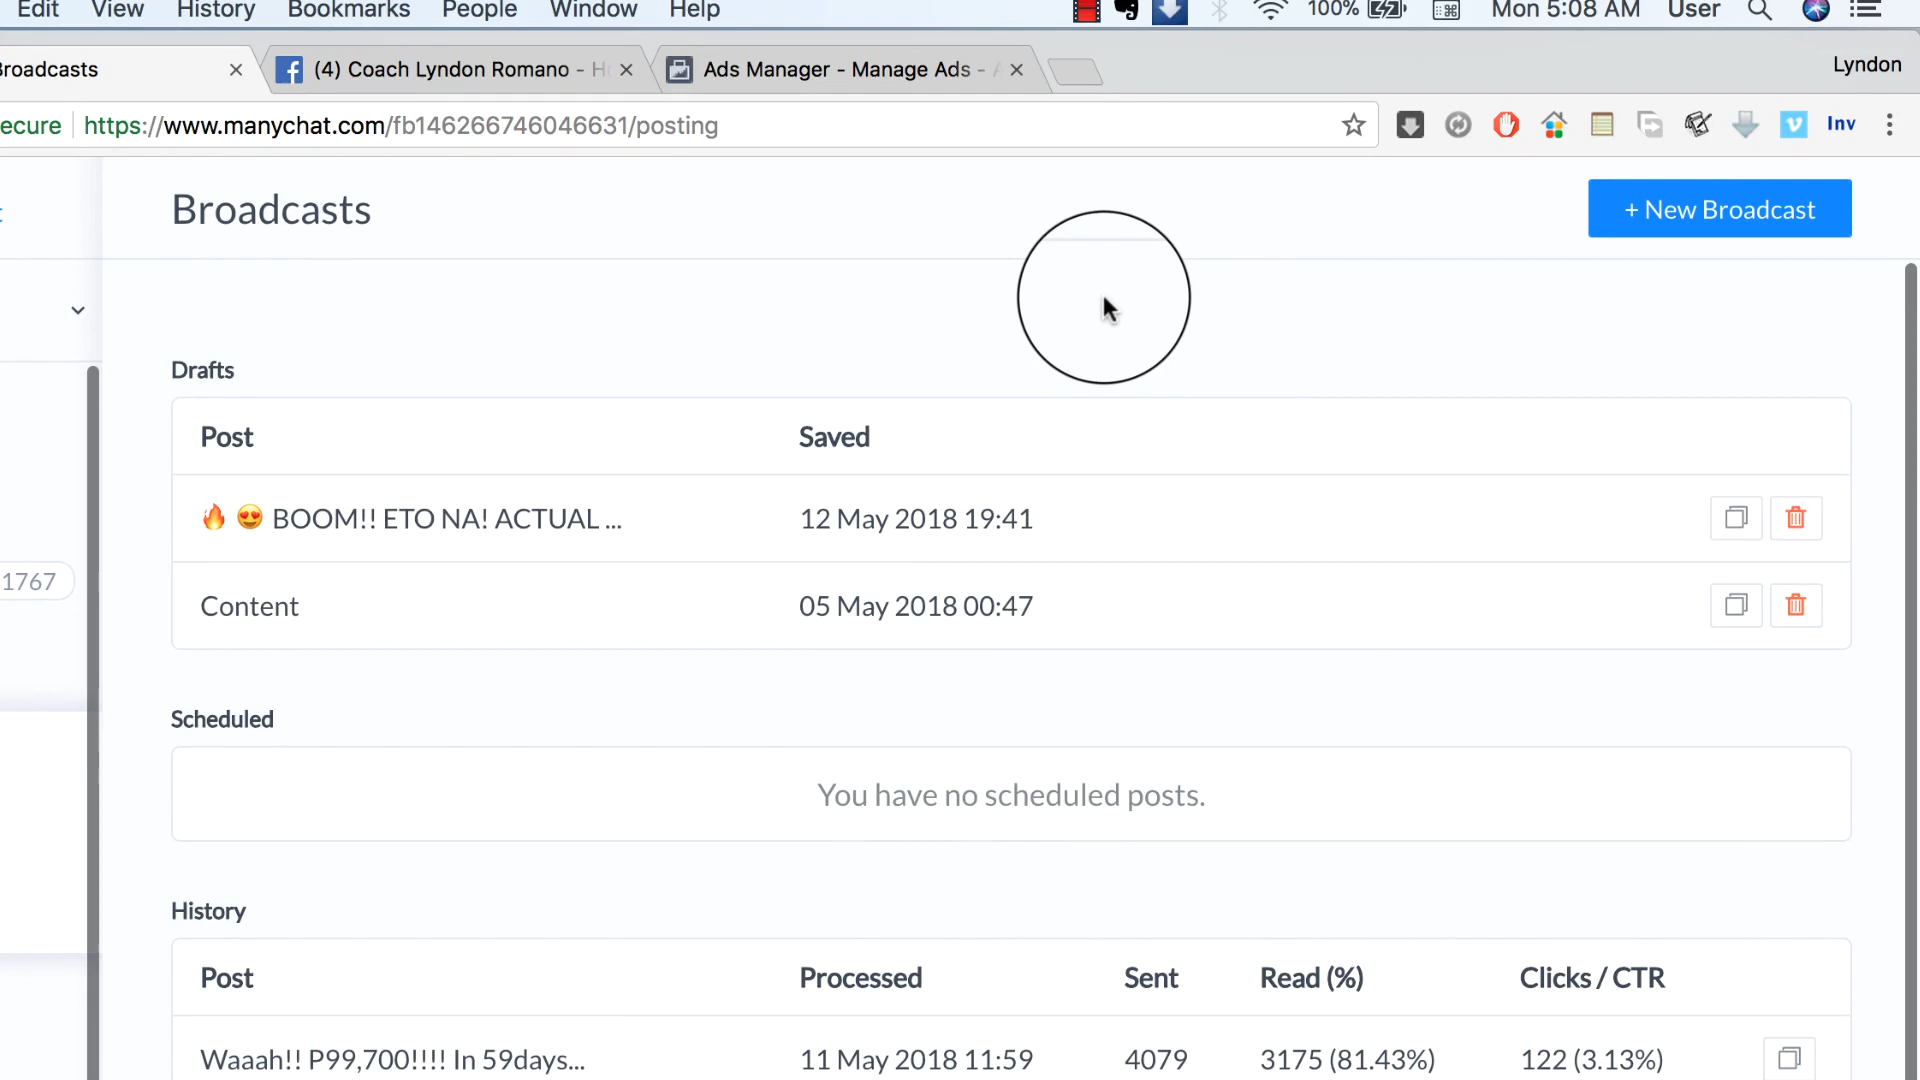 Edit View History Bookmarks People Window Help 100% Mon 5:08 AM User
Broadcasts (4) Coach Lyndon Romano - Ho Ads Manager - Manage Ads - A Lyndon
ecure https://www.manychat.com/fb146266746046631/posting Inv
Broadcasts + New Broadcast
Drafts
Post Saved
🔥 😍 BOOM!! ETO NA! ACTUAL ... 12 May 2018 19:41
Content 05 May 2018 00:47
1767
Scheduled
You have no scheduled posts.
History
Post Processed Sent Read (%) Clicks / CTR
Waaah!! P99,700!!!! In 59days... 11 May 2018 11:59 4079 3175 (81.43%) 122 (3.13%)